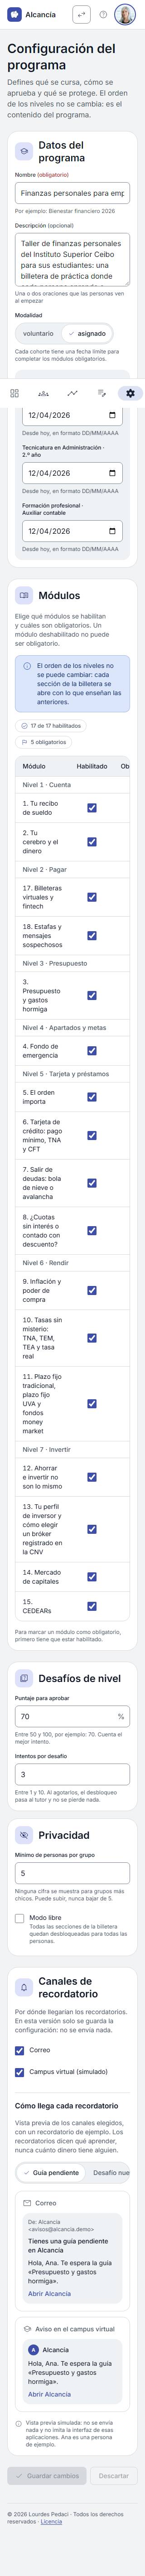 Alcancía
Configuración del
programa
Defines qué se cursa, cómo se
aprueba y qué se protege. El orden
de los niveles no se cambia: es el
contenido del programa.
Datos del
programa
Nombre (obligatorio)
Finanzas personales para emp
Por ejemplo: Bienestar financiero 2026
Descripción (opcional)
Taller de finanzas personales
del Instituto Superior Ceibo
para sus estudiantes: una
billetera de práctica donde
Una o dos oraciones que las personas ven
al empezar
Modalidad
voluntario
asignado
Cada cohorte tiene una fecha límite para
completar los módulos obligatorios.
12/04/2026
Desde hoy, en formato DD/MM/AAAA
Tecnicatura en Administración ·
2.º año
12/04/2026
Desde hoy, en formato DD/MM/AAAA
Formación profesional ·
Auxiliar contable
12/04/2026
Desde hoy, en formato DD/MM/AAAA
Módulos
Elige qué módulos se habilitan
y cuáles son obligatorios. Un
módulo deshabilitado no puede
ser obligatorio.
El orden de los niveles no
se puede cambiar: cada
sección de la billetera se
abre con lo que enseñan las
anteriores.
17 de 17 habilitados
5 obligatorios
Módulo Habilitado Ob
Nivel 1 · Cuenta
1. Tu recibo
de sueldo
2. Tu
cerebro y el
dinero
Nivel 2 · Pagar
17. Billeteras
virtuales y
fintech
18. Estafas y
mensajes
sospechosos
Nivel 3 · Presupuesto
3.
Presupuesto
y gastos
hormiga
Nivel 4 · Apartados y metas
4. Fondo de
emergencia
Nivel 5 · Tarjeta y préstamos
5. El orden
importa
6. Tarjeta de
crédito: pago
mínimo, TNA
y CFT
7. Salir de
deudas: bola
de nieve o
avalancha
8. ¿Cuotas
sin interés o
contado con
descuento?
Nivel 6 · Rendir
9. Inflación y
poder de
compra
10. Tasas sin
misterio:
TNA, TEM,
TEA y tasa
real
11. Plazo fijo
tradicional,
plazo fijo
UVA y
fondos
money
market
Nivel 7 · Invertir
12. Ahorrar
e invertir no
son lo mismo
13. Tu perfil
de inversor y
cómo elegir
un bróker
registrado en
la CNV
14. Mercado
de capitales
15.
CEDEARs
Para marcar un módulo como obligatorio,
primero tiene que estar habilitado.
Desafíos de nivel
Puntaje para aprobar
70 %
Entre 50 y 100, por ejemplo: 70. Cuenta el
mejor intento.
Intentos por desafío
3
Entre 1 y 10. Al agotarlos, el desbloqueo
pasa al tutor y no se pierde nada.
Privacidad
Mínimo de personas por grupo
5
Ninguna cifra se muestra para grupos más
chicos. Puede subir, nunca bajar de 5.
Modo libre
Todas las secciones de la billetera
quedan desbloqueadas para todas las
personas.
Canales de
recordatorio
Por dónde llegarían los recordatorios.
En esta versión solo se guarda la
configuración: no se envía nada.
Correo
Campus virtual (simulado)
Cómo llega cada recordatorio
Vista previa de los canales elegidos,
con un recordatorio de ejemplo. Los
recordatorios dicen qué aprender,
nunca cuánto dinero tiene alguien.
Guía pendiente
Desafío nue
Correo
De: Alcancía
<avisos@alcancia.demo>
Tienes una guía pendiente
en Alcancía
Hola, Ana. Te espera la guía
«Presupuesto y gastos
hormiga».
Abrir Alcancía
Aviso en el campus virtual
A Alcancía
Hola, Ana. Te espera la guía
«Presupuesto y gastos
hormiga».
Abrir Alcancía
Vista previa simulada: no se envía
nada y no imita la interfaz de esas
aplicaciones. Ana es una persona
de ejemplo.
Guardar cambios
Descartar
© 2026 Lourdes Pedaci · Todos los derechos
reservados · Licencia